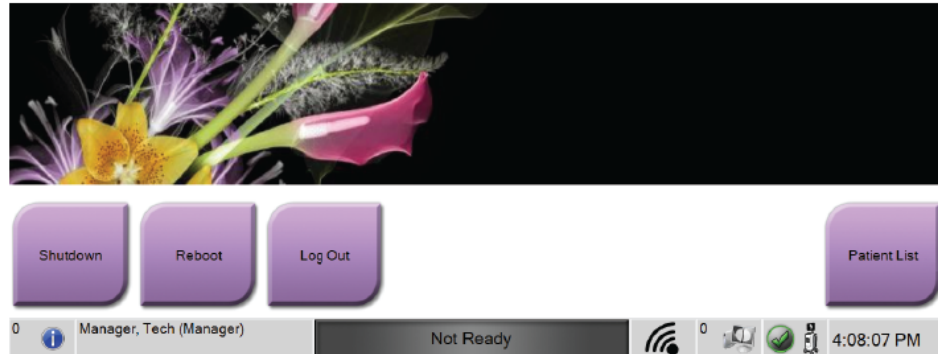 Shutdown
Reboot
Log Out
Patient List
0
Manager, Tech (Manager)
Not Ready
0
4:08:07 PM